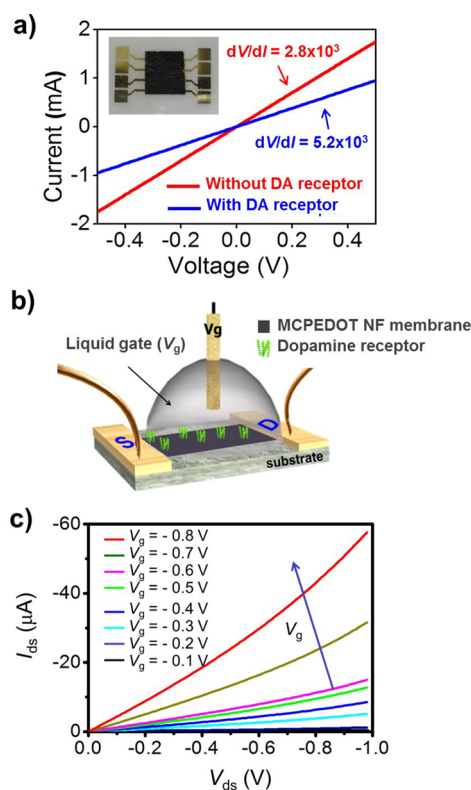 a)
2
1
0
-1
-2
Current (mA)
dV/dI = 2.8x10³
dV/dI = 5.2x10³
Without DA receptor
With DA receptor
-0.4 -0.2 0.0 0.2 0.4
Voltage (V)
b)
Vg
Liquid gate (Vg)
MCPEDOT NF membrane
Dopamine receptor
S
D
substrate
c)
-60
-40
-20
0
Ids (μA)
Vg = - 0.8 V
Vg = - 0.7 V
Vg = - 0.6 V
Vg = - 0.5 V
Vg = - 0.4 V
Vg = - 0.3 V
Vg = - 0.2 V
Vg = - 0.1 V
Vg
0.0 -0.2 -0.4 -0.6 -0.8 -1.0
Vds (V)